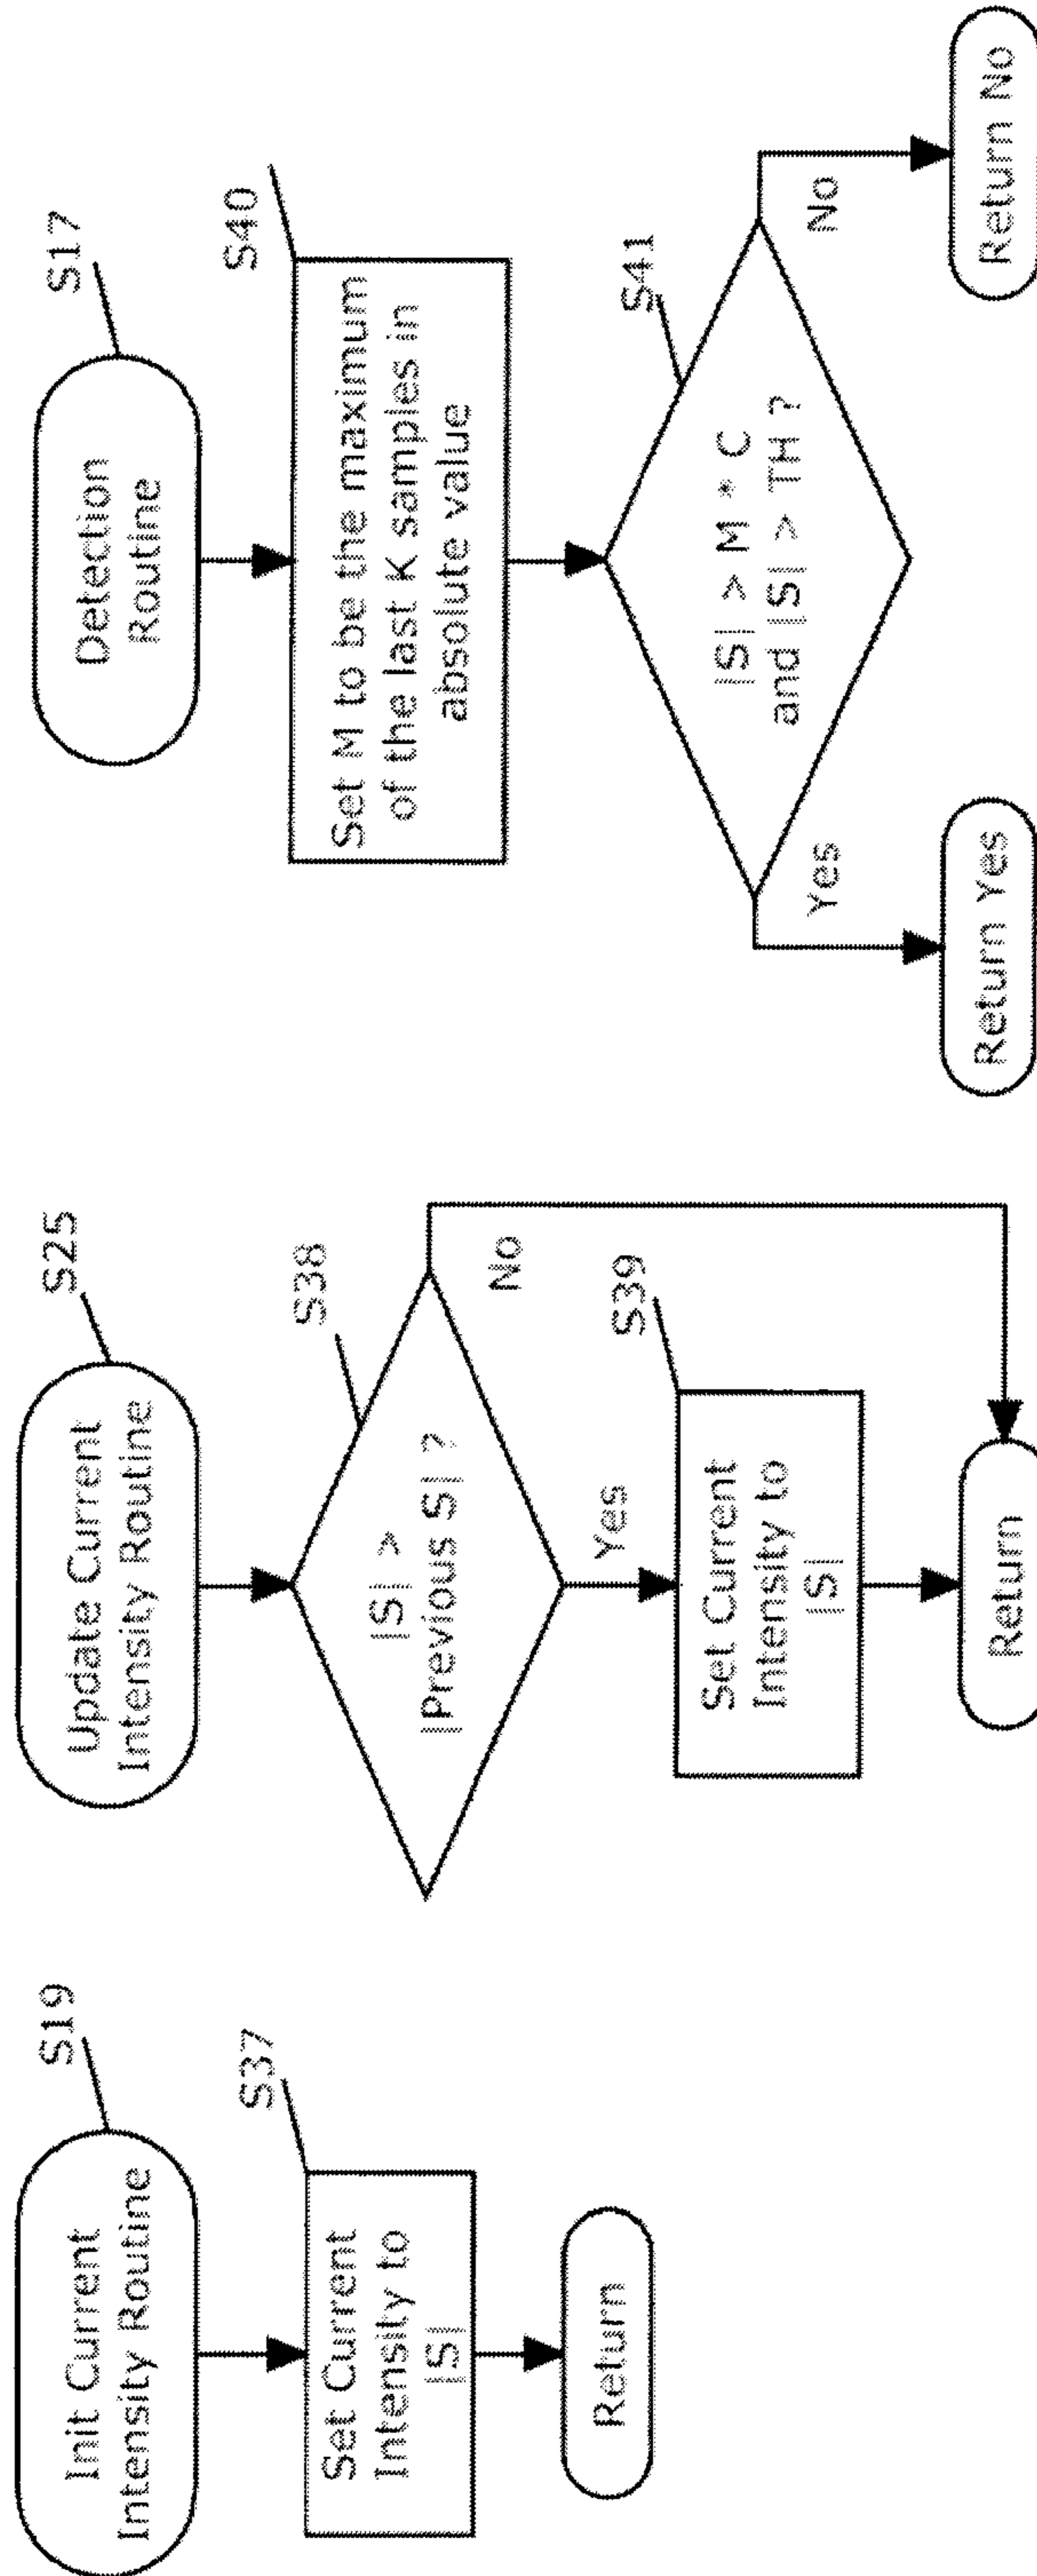 S19
Init Current
Intensity Routine
S37
Set Current
Intensity to
|S|
Return
S25
Update Current
Intensity Routine
S38
|S| >
|Previous S| ?
No
Yes
S39
Set Current
Intensity to
|S|
Return
S17
Detection
Routine
S40
Set M to be the maximum
of the last K samples in
absolute value
S41
|S| > M * C
and |S| > TH ?
Yes
No
Return Yes
Return No